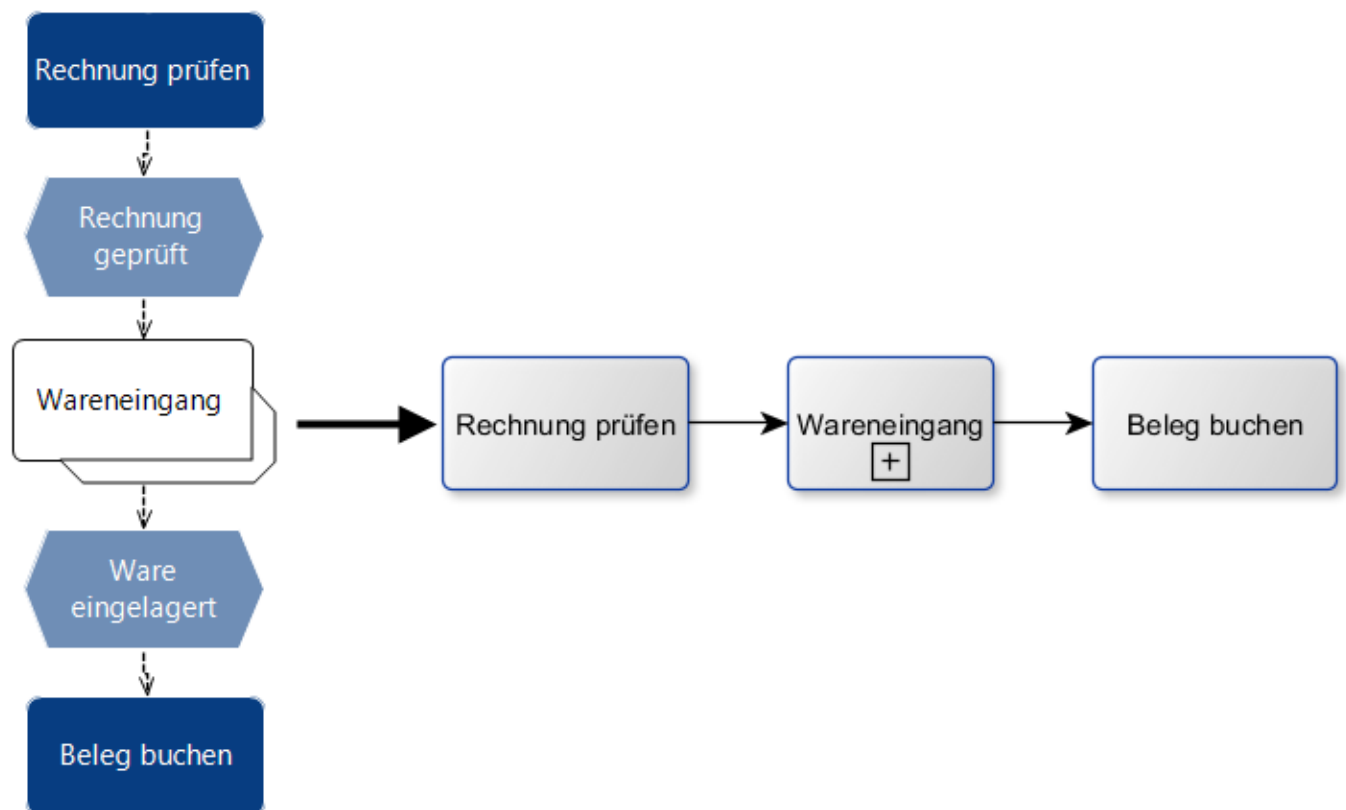 Rechnung prüfen
Rechnung
geprüft
Wareneingang
Ware
eingelagert
Beleg buchen
Rechnung prüfen
Wareneingang
Beleg buchen